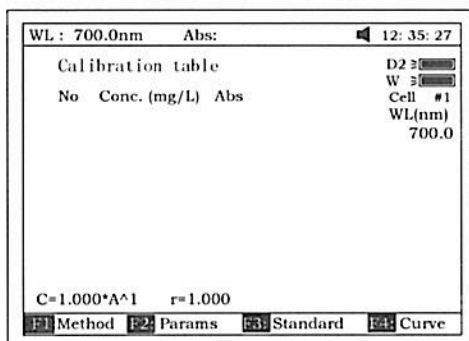 WL : 700.0nm Abs: 12: 35: 27
Calibration table
D2
No Conc. (mg/L) Abs
W
Cell #1
WL(nm)
700.0
C=1.000*A^1 r=1.000
F1 Method F2 Params F3 Standard F4 Curve